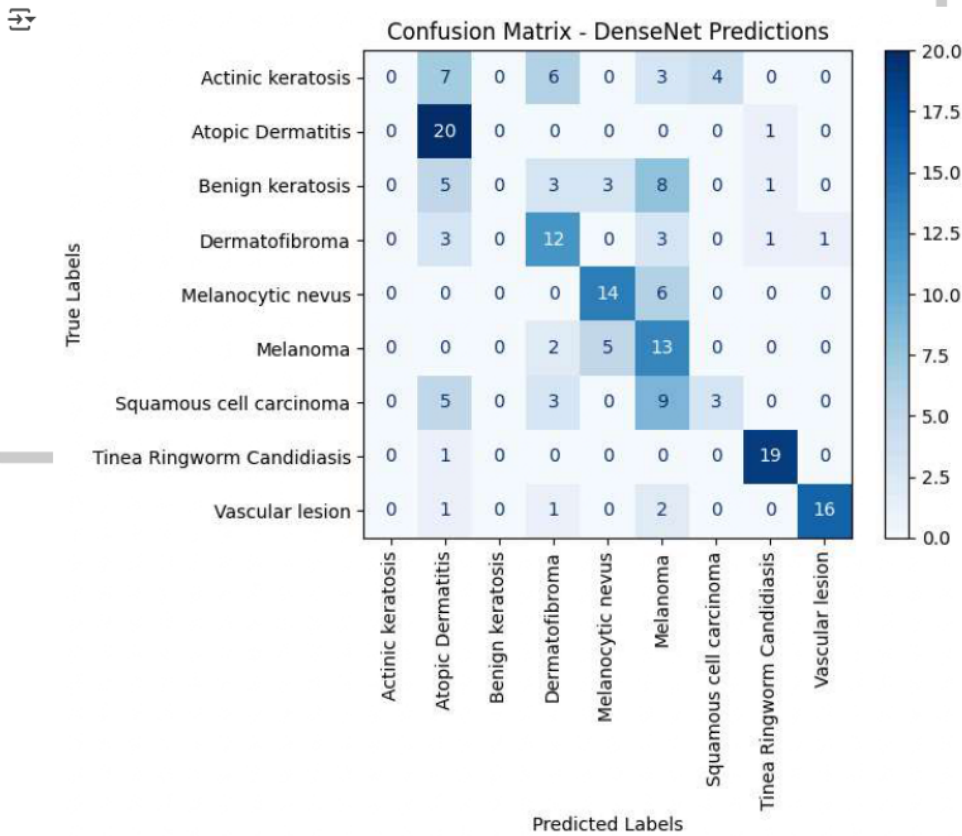 Confusion Matrix - DenseNet Predictions
True Labels
Actinic keratosis 0 7 0 6 0 3 4 0 0
Atopic Dermatitis 0 20 0 0 0 0 0 1 0
Benign keratosis 0 5 0 3 3 8 0 1 0
Dermatofibroma 0 3 0 12 0 3 0 1 1
Melanocytic nevus 0 0 0 0 14 6 0 0 0
Melanoma 0 0 0 2 5 13 0 0 0
Squamous cell carcinoma 0 5 0 3 0 9 3 0 0
Tinea Ringworm Candidiasis 0 1 0 0 0 0 0 19 0
Vascular lesion 0 1 0 1 0 2 0 0 16
Actinic keratosis
Atopic Dermatitis
Benign keratosis
Dermatofibroma
Melanocytic nevus
Melanoma
Squamous cell carcinoma
Tinea Ringworm Candidiasis
Vascular lesion
Predicted Labels
20.0
17.5
15.0
12.5
10.0
7.5
5.0
2.5
0.0